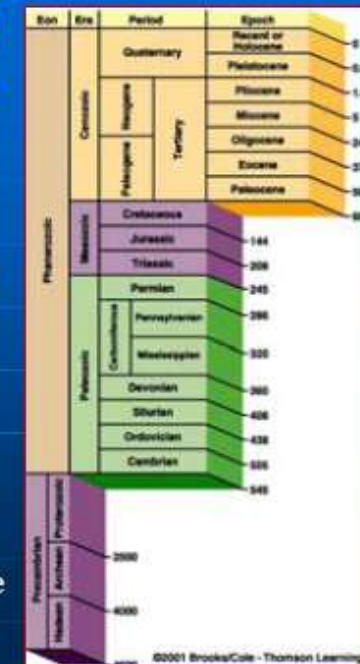 Eon Era Period Epoch
Phanerozoic
Cenozoic
Quaternary
Recent or
Holocene
Pleistocene
Neogene
Paleogene
Tertiary
Pliocene
Miocene
Oligocene
Eocene
Paleocene
Mesozoic
Cretaceous
144
Jurassic
208
Triassic
245
Paleozoic
Permian
286
Carboniferous
Pennsylvanian
320
Mississippian
360
Devonian
408
Silurian
438
Ordovician
505
Cambrian
545
Precambrian
Proterozoic
2500
Archean
4000
Hadean
e
©2001 Brooks/Cole - Thomson Learning